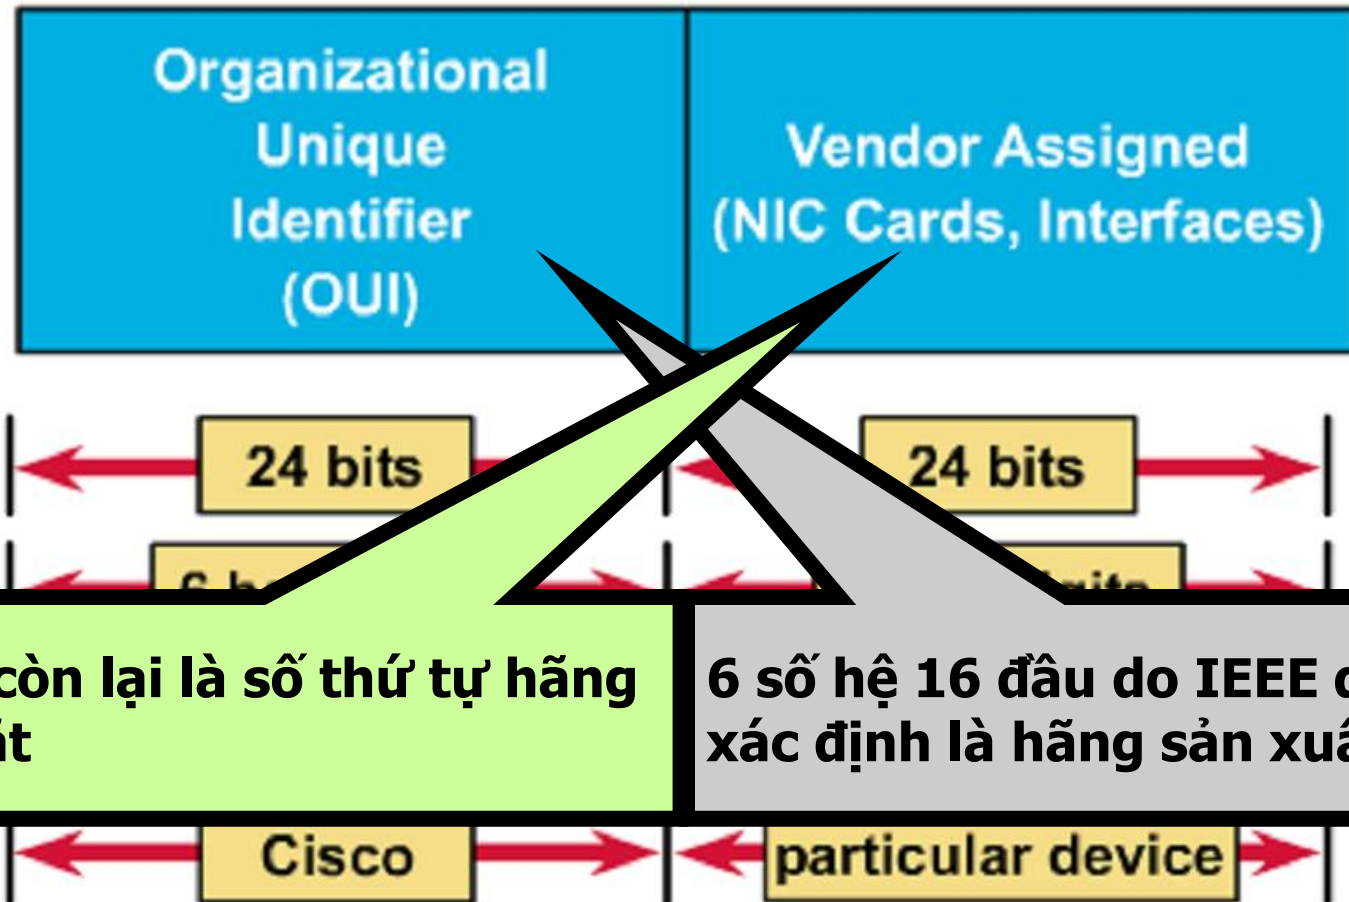 Organizational
Unique
Identifier
(OUI)
Vendor Assigned
(NIC Cards, Interfaces)
24 bits
24 bits
6
còn lại là số thứ tự hãng
6 số hệ 16 đầu do IEEE
xác định là hãng sản
Cisco
particular device